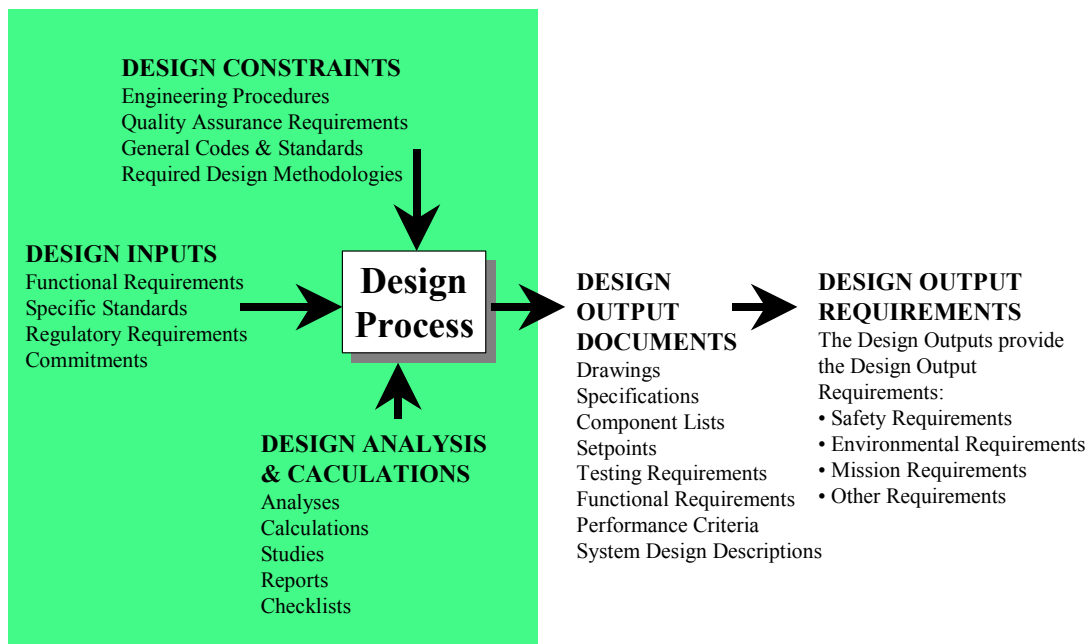 DESIGN CONSTRAINTS
Engineering Procedures
Quality Assurance Requirements
General Codes & Standards
Required Design Methodologies
DESIGN INPUTS
Functional Requirements
Specific Standards
Regulatory Requirements
Commitments
Design
Process
DESIGN ANALYSIS
& CACULATIONS
Analyses
Calculations
Studies
Reports
Checklists
DESIGN
OUTPUT
DOCUMENTS
Drawings
Specifications
Component Lists
Setpoints
Testing Requirements
Functional Requirements
Performance Criteria
System Design Descriptions
DESIGN OUTPUT
REQUIREMENTS
The Design Outputs provide
the Design Output
Requirements:
• Safety Requirements
• Environmental Requirements
• Mission Requirements
• Other Requirements